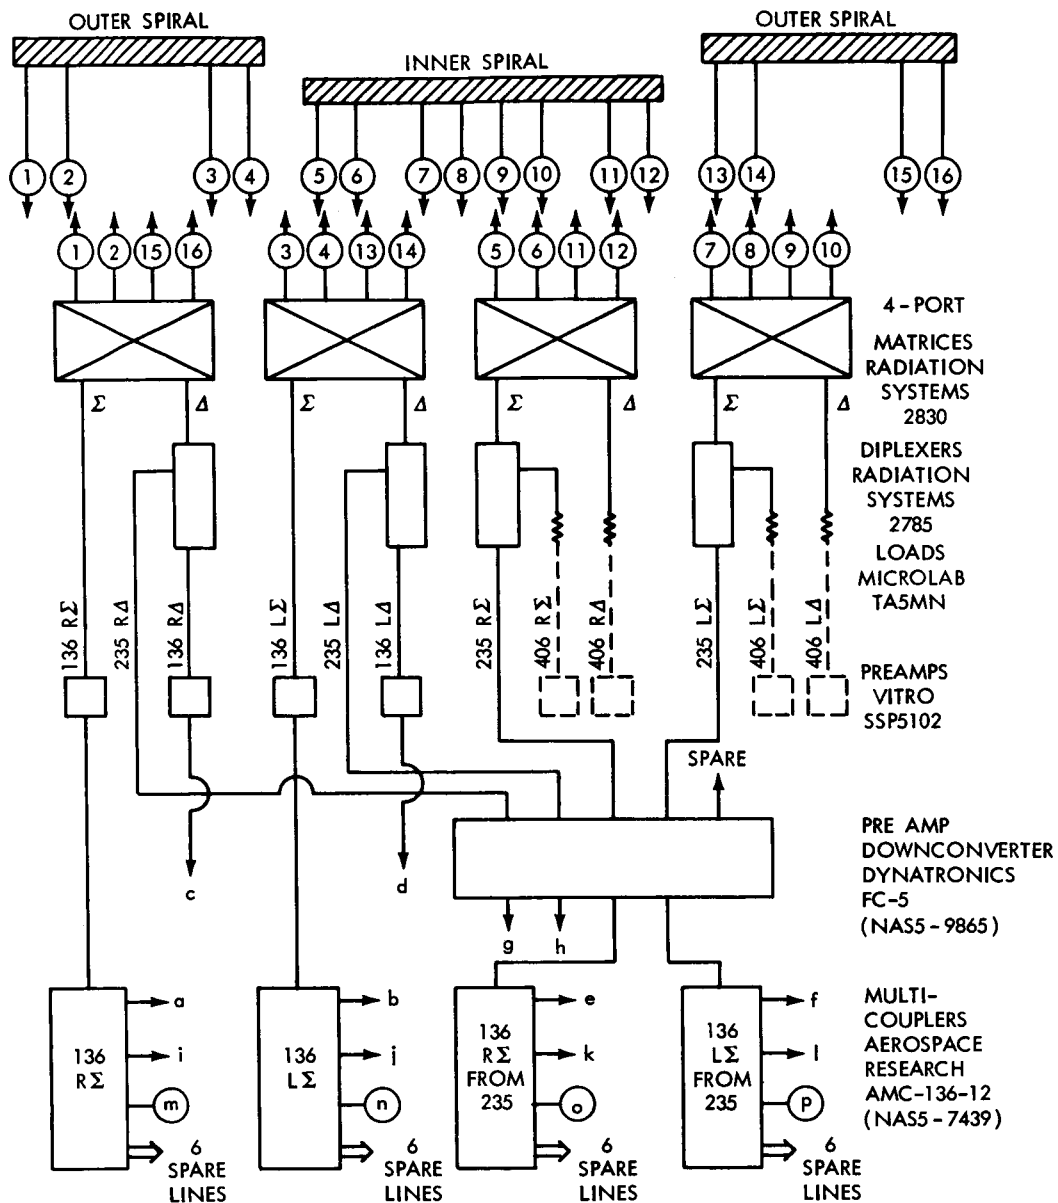 OUTER SPIRAL
INNER SPIRAL
OUTER SPIRAL
1 2 3 4 5 6 7 8 9 10 11 12 13 14 15 16
1 2 15 16 3 4 13 14 5 6 11 12 7 8 9 10
4-PORT
MATRICES
RADIATION
SYSTEMS
2830
Σ Δ Σ Δ Σ Δ Σ Δ
DIPLEXERS
RADIATION
SYSTEMS
2785
LOADS
MICROLAB
TA5MN
136 RΣ
235 RΔ
136 RΔ
136 LΣ
235 LΔ
136 LΔ
235 RΣ
406 RΣ
406 RΔ
235 LΣ
406 LΣ
406 LΔ
PREAMPS
VITRO
SSP5102
SPARE
c
d
PRE AMP
DOWNCONVERTER
DYNATRONICS
FC-5
(NAS5-9865)
g h
136
RΣ
a
i
m
6
SPARE
LINES
136
LΣ
b
j
n
6
SPARE
LINES
136
RΣ
FROM
235
e
k
o
6
SPARE
LINES
136
LΣ
FROM
235
f
l
p
6
SPARE
LINES
MULTI-
COUPLERS
AEROSPACE
RESEARCH
AMC-136-12
(NAS5-7439)